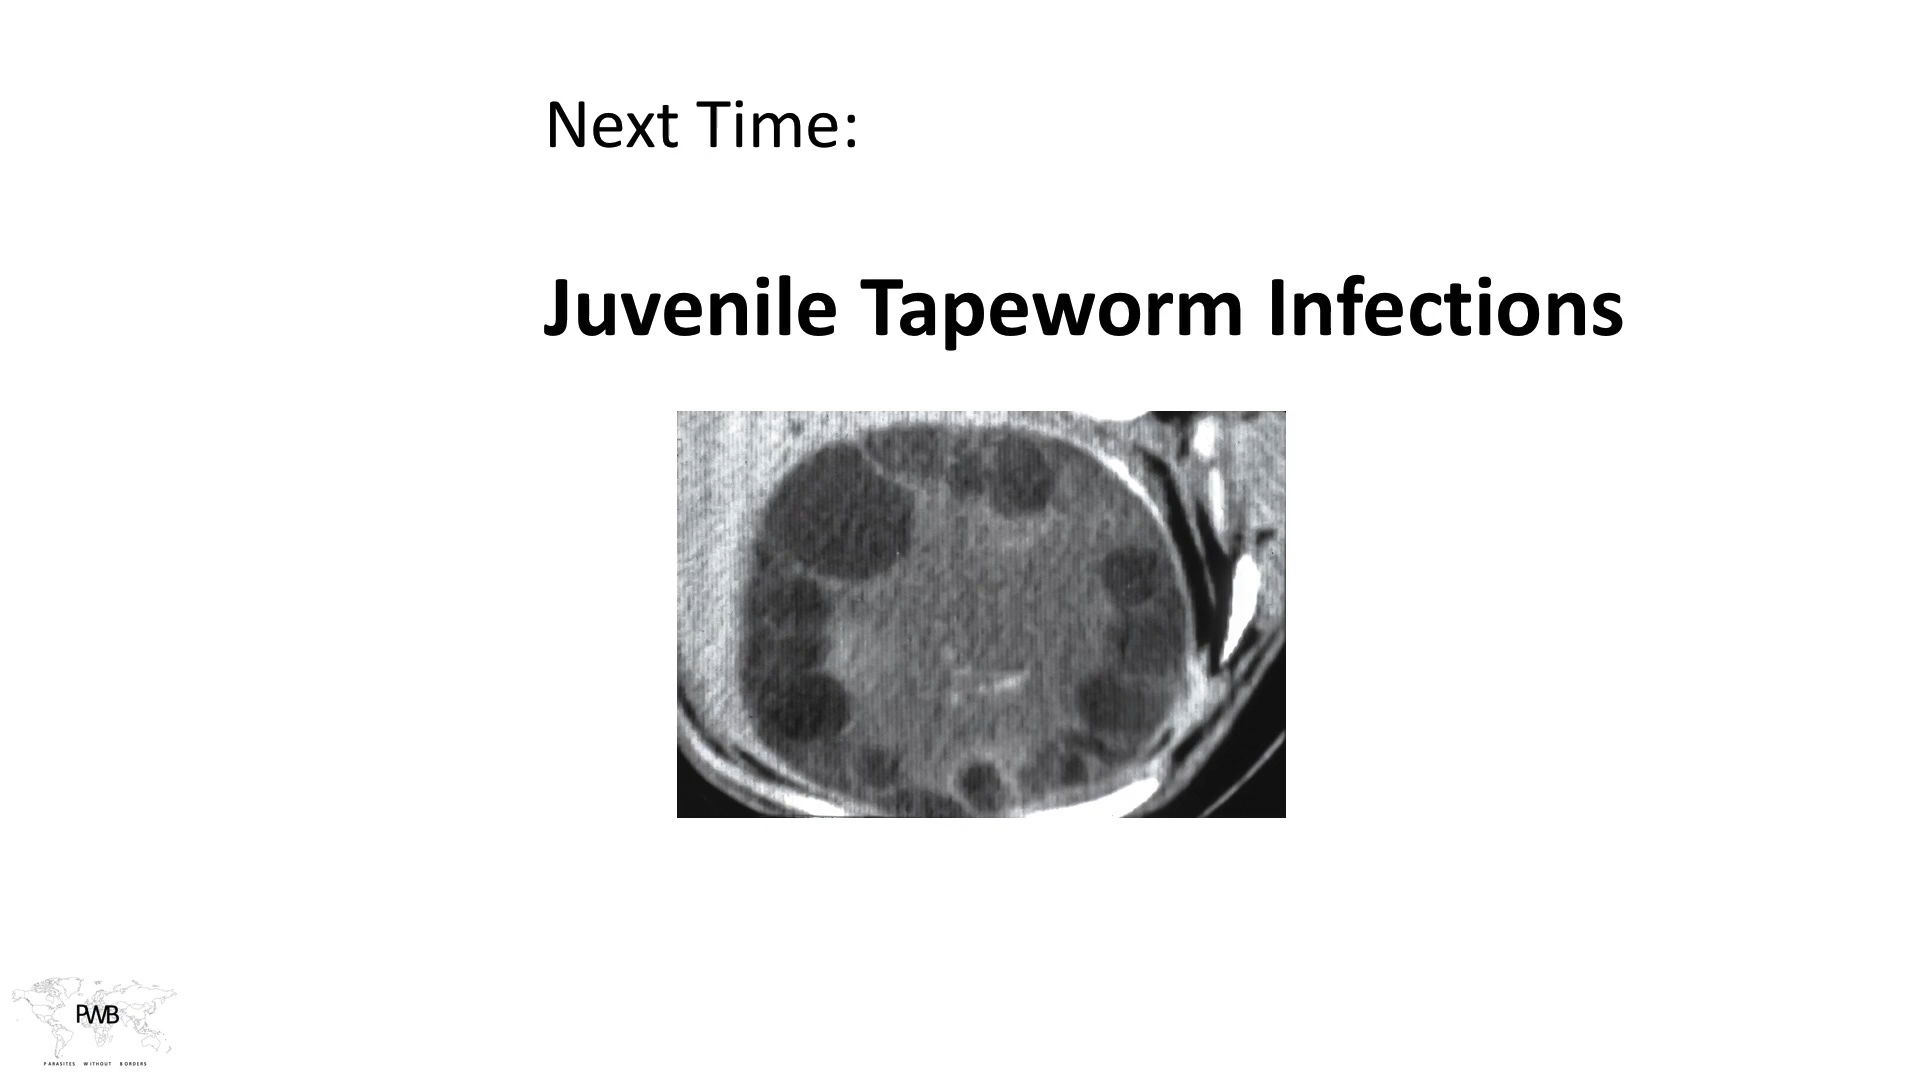 Next Time:
Juvenile Tapeworm Infections
PWB
PARASITES WITHOUT BORDERS